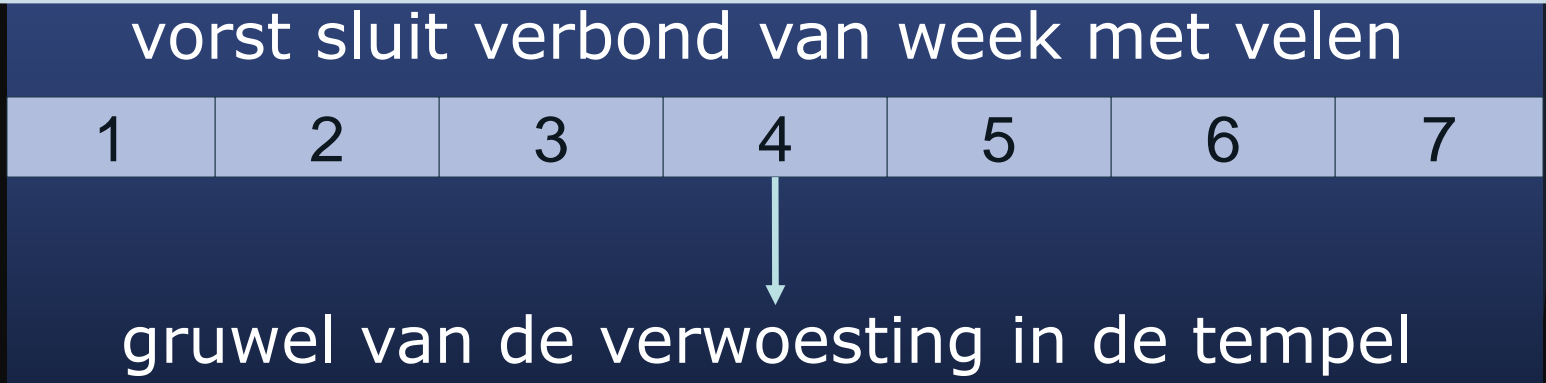 vorst sluit verbond van week met velen
1 2 3 4 5 6 7
gruwel van de verwoesting in de tempel